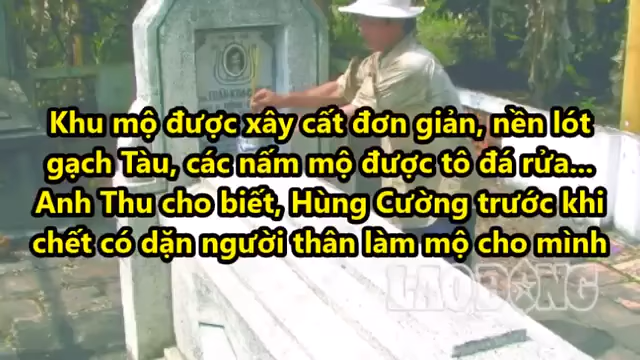 Khu mộ được xây cất đơn giản, nền lót
gạch Tàu, các nấm mộ được tô đá rửa...
Anh Thu cho biết, Hùng Cường trước khi
chết có dặn người thân làm mộ cho mình
LAO ĐỘNG